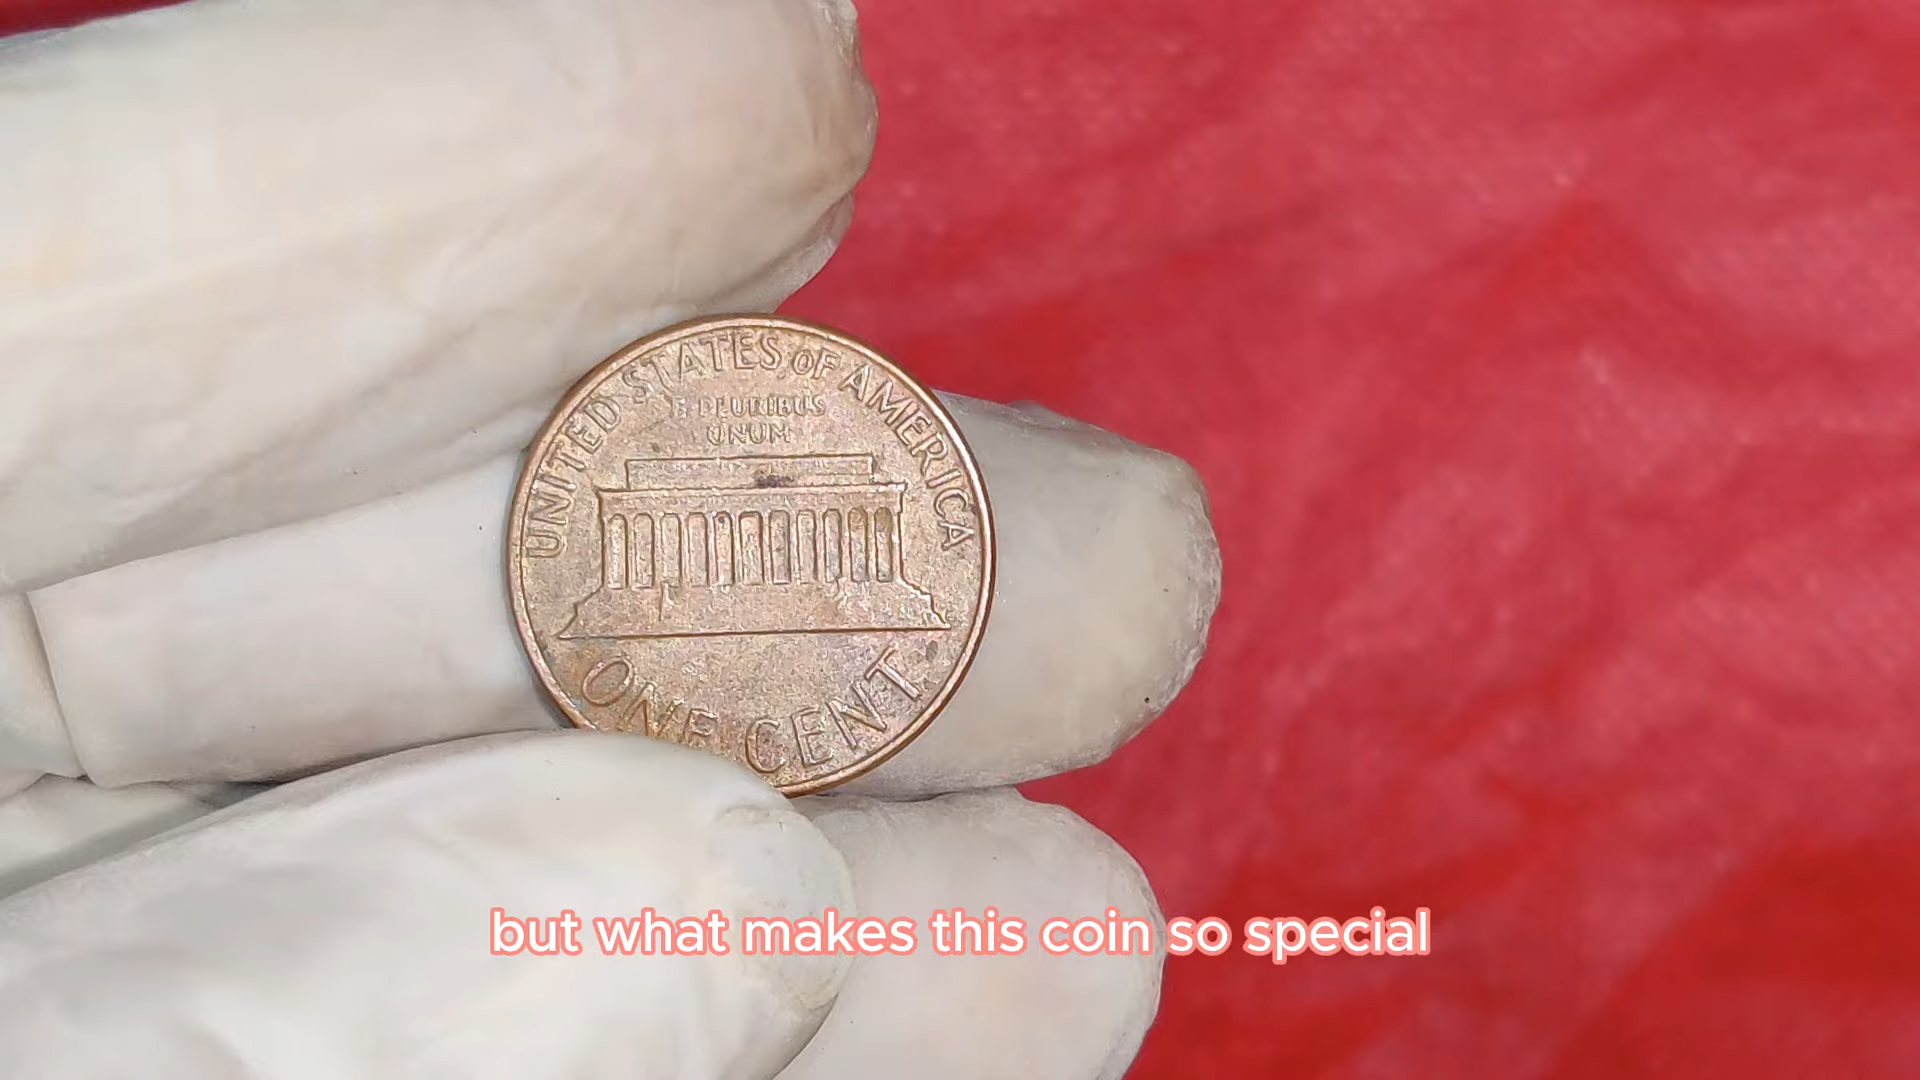 UNITED STATES OF AMERICA
E PLURIBUS
UNUM
ONE CENT
but what makes this coin so special